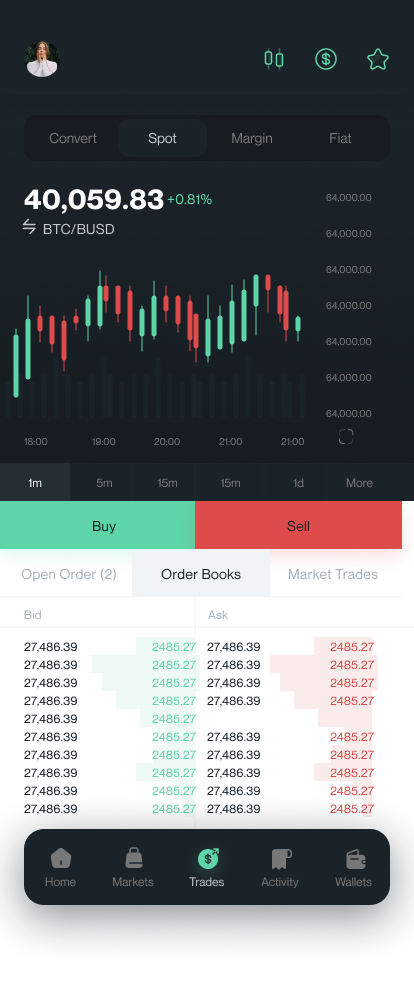 Convert Spot Margin Fiat
40,059.83 +0.81%
BTC/BUSD
64,000.00
64,000.00
64,000.00
64,000.00
64,000.00
64,000.00
64,000.00
18:00 19:00 20:00 21:00 21:00
1m 5m 15m 15m 1d More
Buy Sell
Open Order (2) Order Books Market Trades
Bid Ask
27,486.39 2485.27 27,486.39 2485.27
27,486.39 2485.27 27,486.39 2485.27
27,486.39 2485.27 27,486.39 2485.27
27,486.39 2485.27 27,486.39 2485.27
27,486.39 2485.27
27,486.39 2485.27 27,486.39 2485.27
27,486.39 2485.27 27,486.39 2485.27
27,486.39 2485.27 27,486.39 2485.27
27,486.39 2485.27 27,486.39 2485.27
27,486.39 2485.27 27,486.39 2485.27
Home Markets Trades Activity Wallets